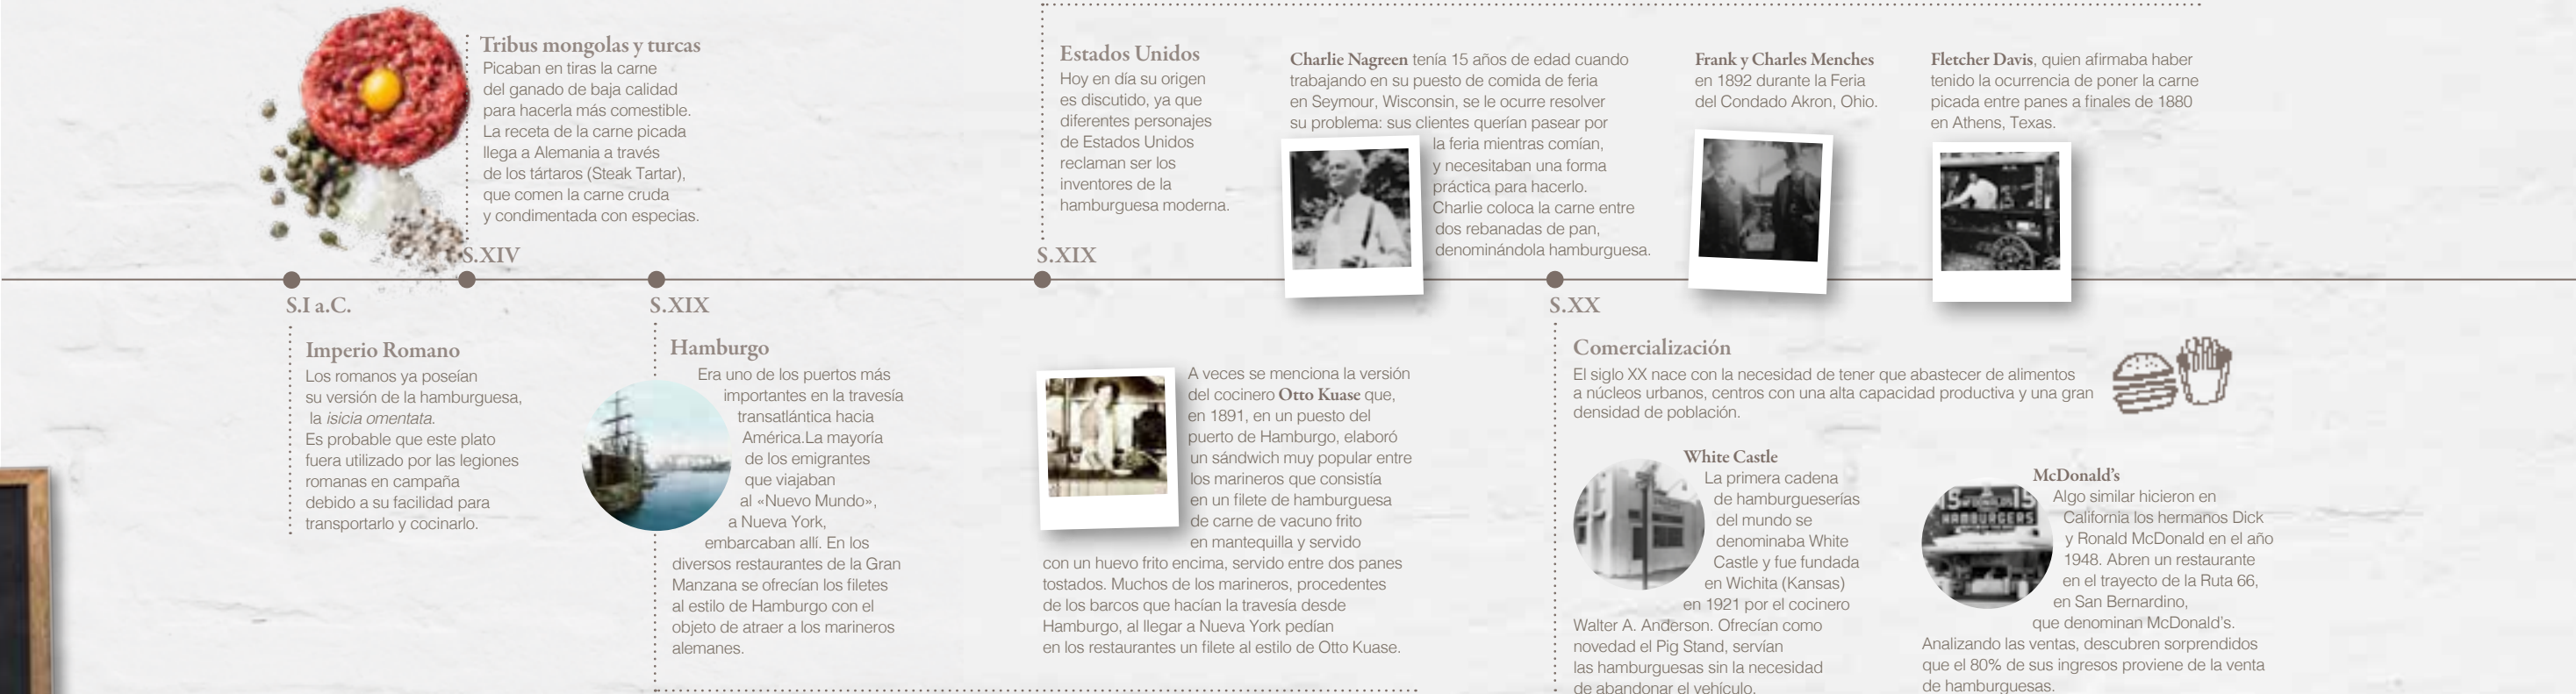 Tribus mongolas y turcas
Picaban en tiras la carne
del ganado de baja calidad
para hacerla más comestible.
La receta de la carne picada
llega a Alemania a través
de los tártaros (Steak Tartar),
que comen la carne cruda
y condimentada con especias.
S.XIV
S.I a.C.
Imperio Romano
Los romanos ya poseían
su versión de la hamburguesa,
la isicia omentata.
Es probable que este plato
fuera utilizado por las legiones
romanas en campaña
debido a su facilidad para
transportarlo y cocinarlo.
S.XIX
Hamburgo
Era uno de los puertos más
importantes en la travesía
transatlántica hacia
América.La mayoría
de los emigrantes
que viajaban
al «Nuevo Mundo»,
a Nueva York,
embarcaban allí. En los
diversos restaurantes de la Gran
Manzana se ofrecían los filetes
al estilo de Hamburgo con el
objeto de atraer a los marineros
alemanes.
A veces se menciona la versión
del cocinero Otto Kuase que,
en 1891, en un puesto del
puerto de Hamburgo, elaboró
un sándwich muy popular entre
los marineros que consistía
en un filete de hamburguesa
de carne de vacuno frito
en mantequilla y servido
con un huevo frito encima, servido entre dos panes
tostados. Muchos de los marineros, procedentes
de los barcos que hacían la travesía desde
Hamburgo, al llegar a Nueva York pedían
en los restaurantes un filete al estilo de Otto Kuase.
Estados Unidos
Hoy en día su origen
es discutido, ya que
diferentes personajes
de Estados Unidos
reclaman ser los
inventores de la
hamburguesa moderna.
S.XIX
Charlie Nagreen tenía 15 años de edad cuando
trabajando en su puesto de comida de feria
en Seymour, Wisconsin, se le ocurre resolver
su problema: sus clientes querían pasear por
la feria mientras comían,
y necesitaban una forma
práctica para hacerlo.
Charlie coloca la carne entre
dos rebanadas de pan,
denominándola hamburguesa.
Frank y Charles Menches
en 1892 durante la Feria
del Condado Akron, Ohio.
Fletcher Davis, quien afirmaba haber
tenido la ocurrencia de poner la carne
picada entre panes a finales de 1880
en Athens, Texas.
S.XX
Comercialización
El siglo XX nace con la necesidad de tener que abastecer de alimentos
a núcleos urbanos, centros con una alta capacidad productiva y una gran
densidad de población.
White Castle
La primera cadena
de hamburgueserías
del mundo se
denominaba White
Castle y fue fundada
en Wichita (Kansas)
en 1921 por el cocinero
Walter A. Anderson. Ofrecían como
novedad el Pig Stand, servían
las hamburguesas sin la necesidad
de abandonar el vehículo.
McDonald's
Algo similar hicieron en
California los hermanos Dick
y Ronald McDonald en el año
1948. Abren un restaurante
en el trayecto de la Ruta 66,
en San Bernardino,
que denominan McDonald's.
Analizando las ventas, descubren sorprendidos
que el 80% de sus ingresos proviene de la venta
de hamburguesas.
HAMBURGERS